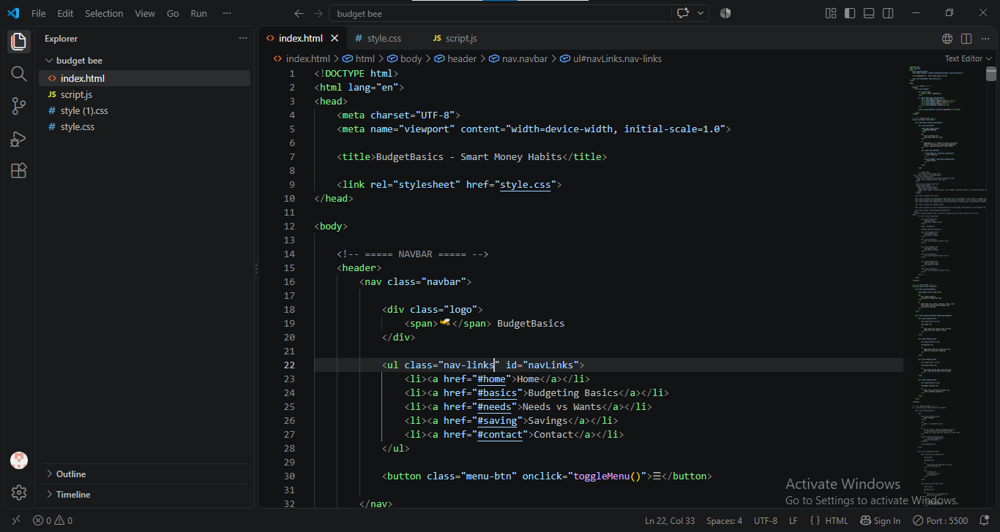 File Edit Selection View Go Run ··· budget bee
Explorer ···
budget bee
<> index.html
JS script.js
# style (1).css
# style.css
Outline
Timeline
<> index.html # style.css JS script.js
<> index.html > html > body > header > nav.navbar > ul#navLinks.nav-links
Text Editor
1 <!DOCTYPE html>
2 <html lang="en">
3 <head>
4 <meta charset="UTF-8">
5 <meta name="viewport" content="width=device-width, initial-scale=1.0">
6
7 <title>BudgetBasics - Smart Money Habits</title>
8
9 <link rel="stylesheet" href="style.css">
10 </head>
11
12 <body>
13
14 <!-- ===== NAVBAR ===== -->
15 <header>
16 <nav class="navbar">
17
18 <div class="logo">
19 <span>🐝</span> BudgetBasics
20 </div>
21
22 <ul class="nav-links" id="navLinks">
23 <li><a href="#home">Home</a></li>
24 <li><a href="#basics">Budgeting Basics</a></li>
25 <li><a href="#needs">Needs vs Wants</a></li>
26 <li><a href="#saving">Savings</a></li>
27 <li><a href="#contact">Contact</a></li>
28 </ul>
29
30 <button class="menu-btn" onclick="toggleMenu()">☰</button>
31
32 </nav>
Activate Windows
Go to Settings to activate Windows.
0 0 Ln 22, Col 33 Spaces: 4 UTF-8 LF {} HTML Sign In Port : 5500